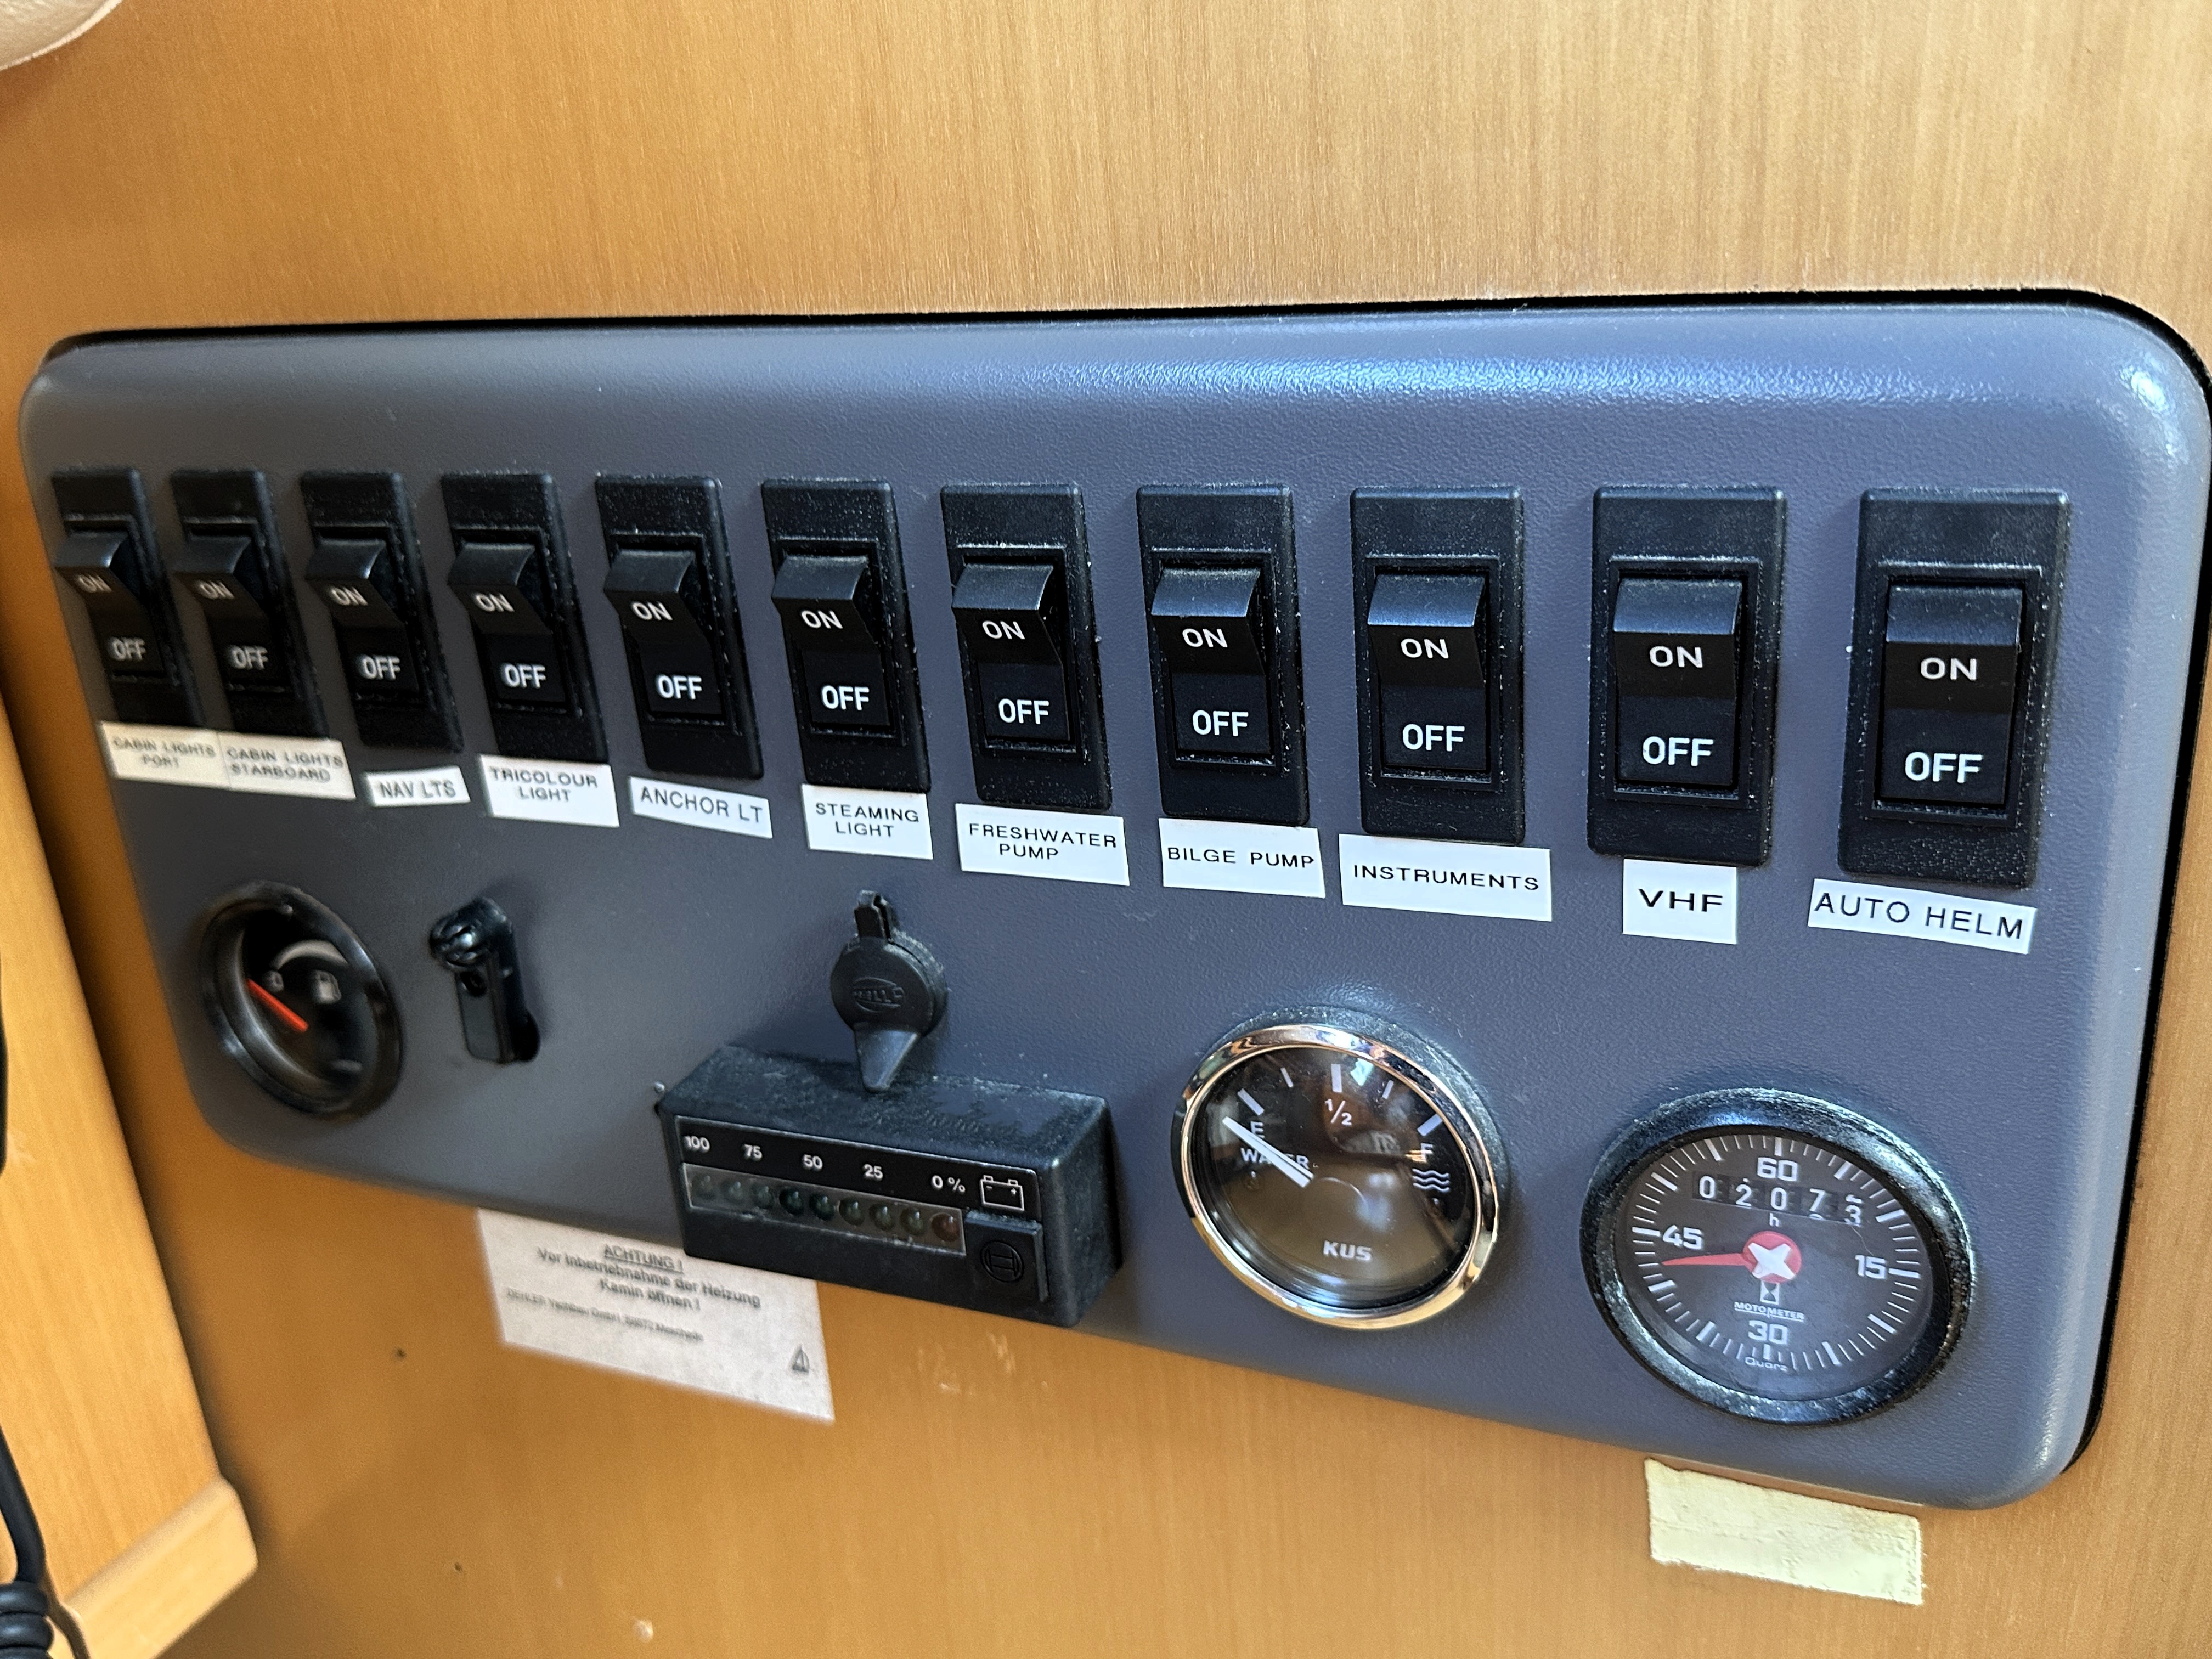 ON
OFF
ON
OFF
ON
OFF
ON
OFF
ON
OFF
ON
OFF
ON
OFF
ON
OFF
ON
OFF
ON
OFF
ON
OFF
CABIN LIGHTS
PORT
CABIN LIGHTS
STARBOARD
NAV LTS
TRICOLOUR
LIGHT
ANCHOR LT
STEAMING
LIGHT
FRESHWATER
PUMP
BILGE PUMP
INSTRUMENTS
VHF
AUTO HELM
HELLA
100 75 50 25 0 %
E
1/2
F
WATER
KUS
60
0 2 0 7
h
45
15
MOTOMETER
30
Quarz
ACHTUNG !
Vor Inbetriebnahme der Heizung
Kamin öffnen !